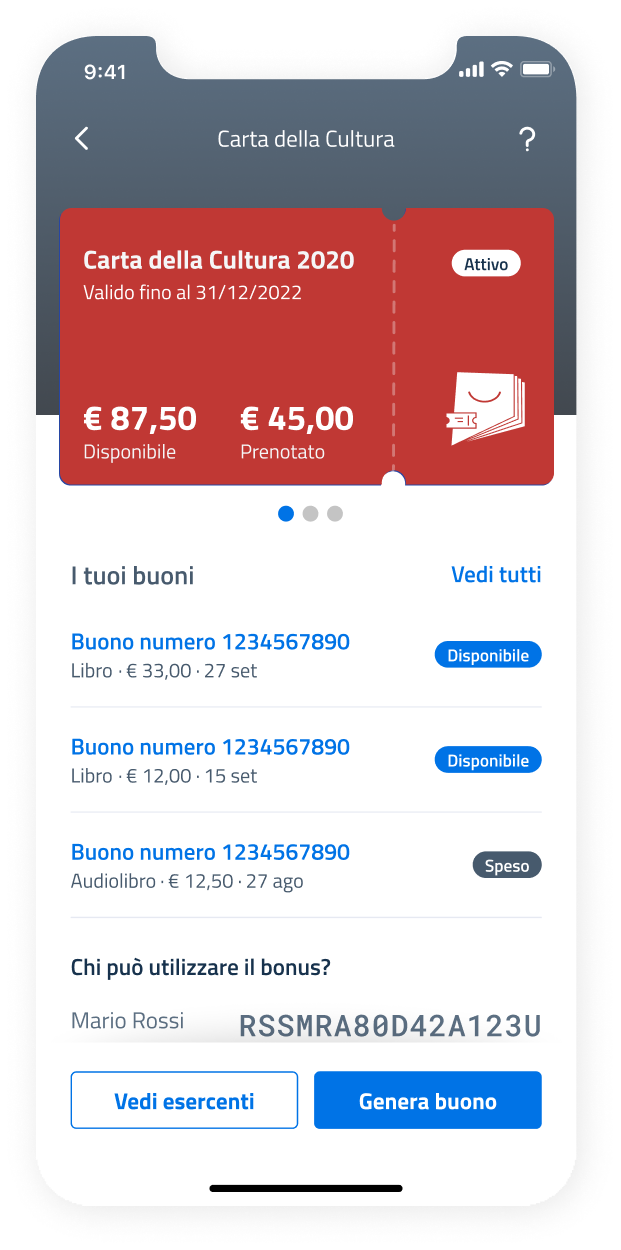 9:41
Carta della Cultura
?
Carta della Cultura 2020
Attivo
Valido fino al 31/12/2022
€ 87,50
€ 45,00
Disponibile
Prenotato
I tuoi buoni
Vedi tutti
Buono numero 1234567890
Disponibile
Libro · € 33,00 · 27 set
Buono numero 1234567890
Disponibile
Libro · € 12,00 · 15 set
Buono numero 1234567890
Speso
Audiolibro · € 12,50 · 27 ago
Chi può utilizzare il bonus?
Mario Rossi
RSSMRA80D42A123U
Vedi esercenti
Genera buono